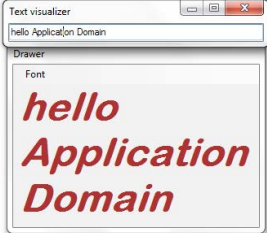 Text visualizer
hello Application Domain
Drawer
Font
hello
Application
Domain